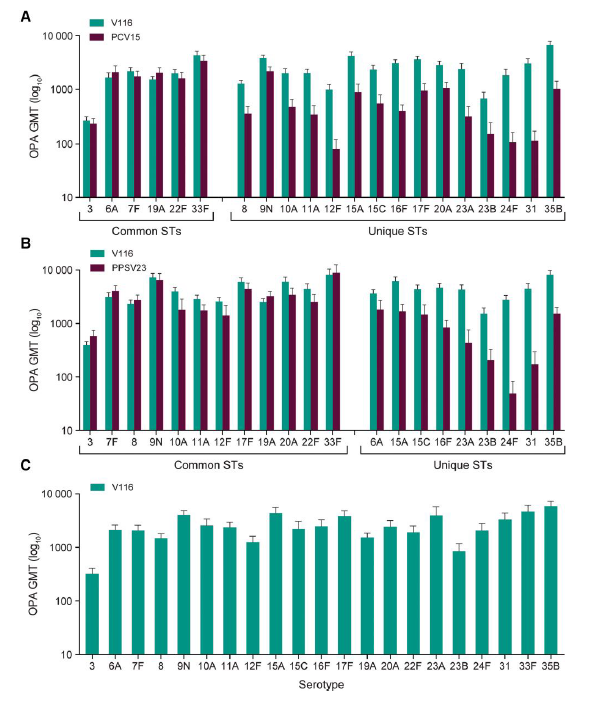 A
V116
PCV15
10 000
1000
100
10
OPA GMT (log10)
3 6A 7F 19A 22F 33F 8 9N 10A 11A 12F 15A 15C 16F 17F 20A 23A 23B 24F 31 35B
Common STs Unique STs
B
V116
PPSV23
10 000
1000
100
10
OPA GMT (log10)
3 7F 8 9N 10A 11A 12F 17F 19A 20A 22F 33F 6A 15A 15C 16F 23A 23B 24F 31 35B
Common STs Unique STs
C
V116
10 000
1000
100
10
OPA GMT (log10)
3 6A 7F 8 9N 10A 11A 12F 15A 15C 16F 17F 19A 20A 22F 23A 23B 24F 31 33F 35B
Serotype